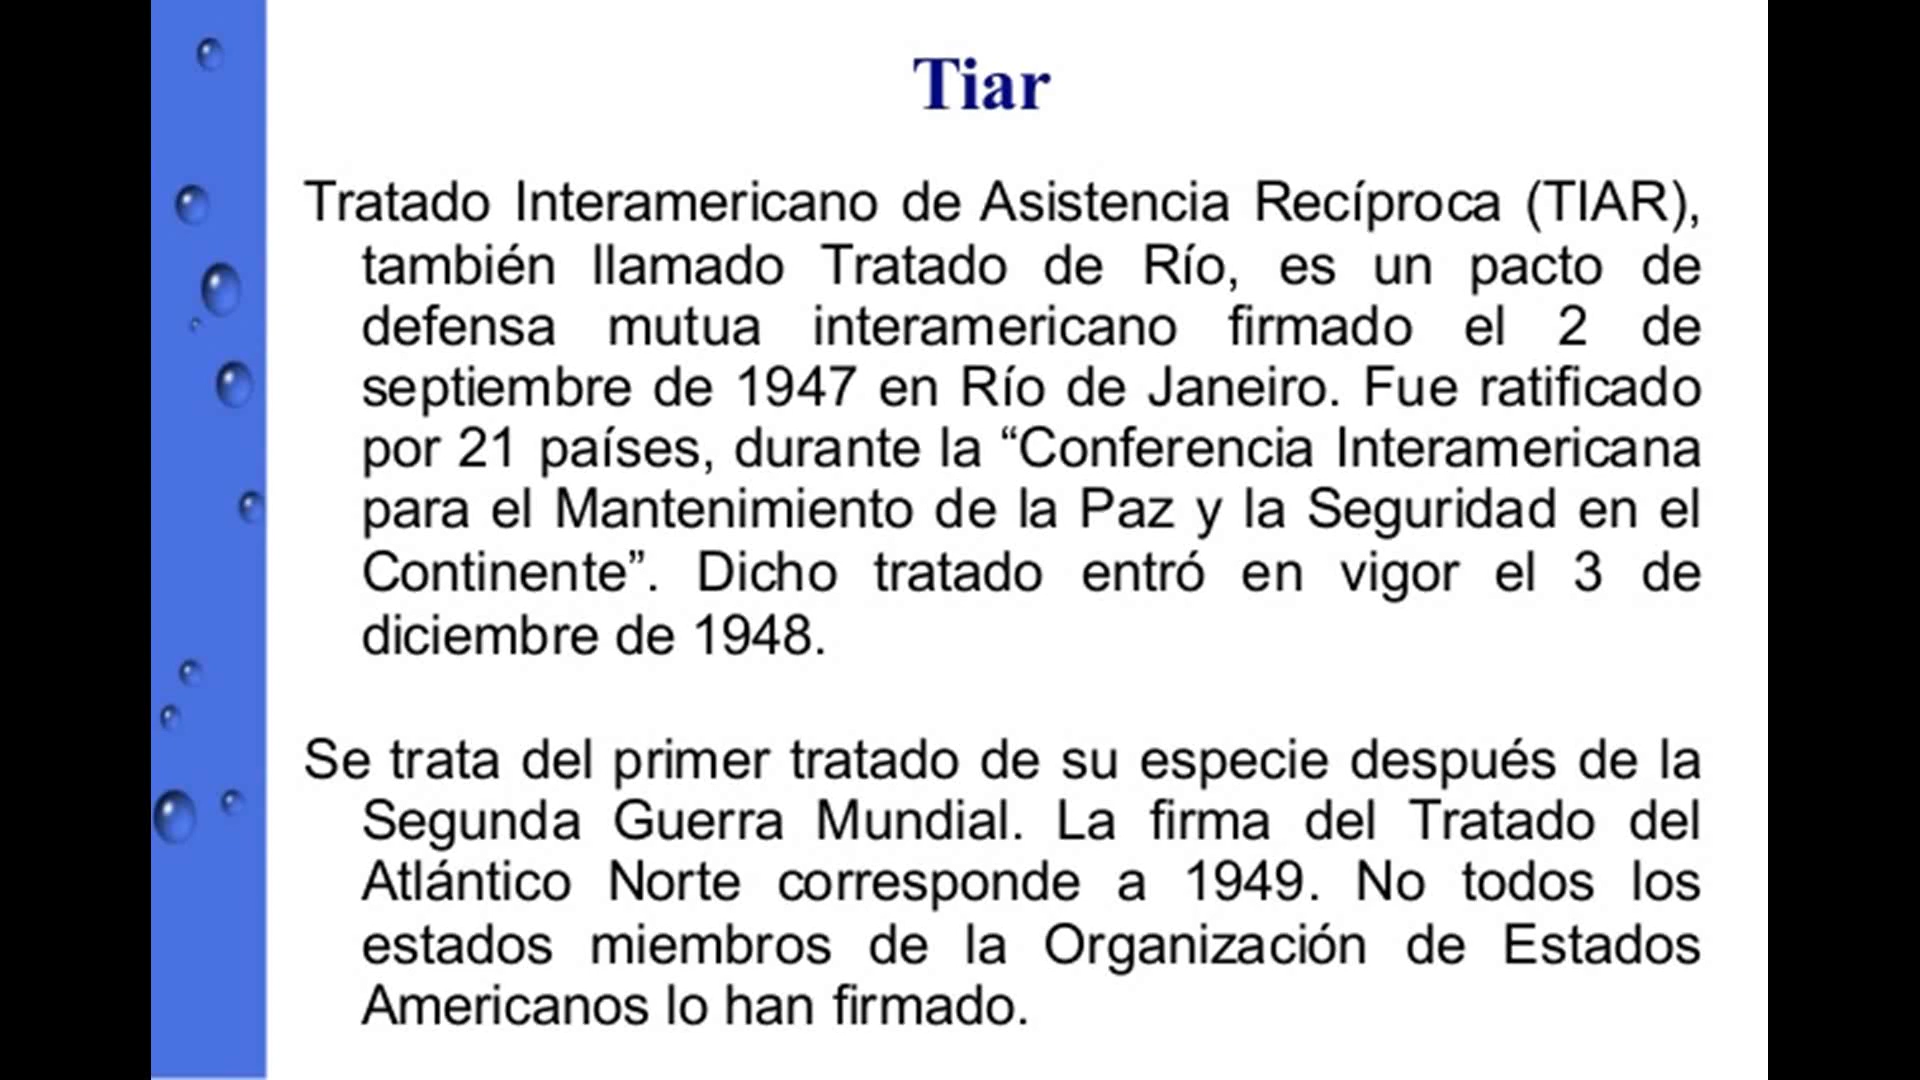 Tiar
Tratado Interamericano de Asistencia Recíproca (TIAR),
también llamado Tratado de Río, es un pacto de
defensa mutua interamericano firmado el 2 de
septiembre de 1947 en Río de Janeiro. Fue ratificado
por 21 países, durante la “Conferencia Interamericana
para el Mantenimiento de la Paz y la Seguridad en el
Continente”. Dicho tratado entró en vigor el 3 de
diciembre de 1948.
Se trata del primer tratado de su especie después de la
Segunda Guerra Mundial. La firma del Tratado del
Atlántico Norte corresponde a 1949. No todos los
estados miembros de la Organización de Estados
Americanos lo han firmado.